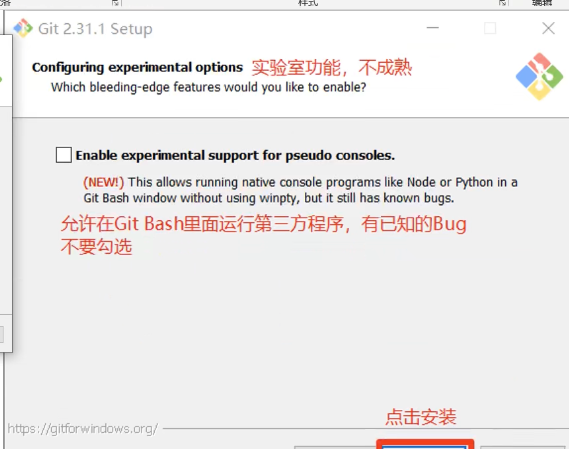 样式
编辑
Git 2.31.1 Setup
Configuring experimental options 实验室功能，不成熟
Which bleeding-edge features would you like to enable?
Enable experimental support for pseudo consoles.
(NEW!) This allows running native console programs like Node or Python in a
Git Bash window without using winpty, but it still has known bugs.
允许在Git Bash里面运行第三方程序，有已知的Bug
不要勾选
点击安装
https://gitforwindows.org/